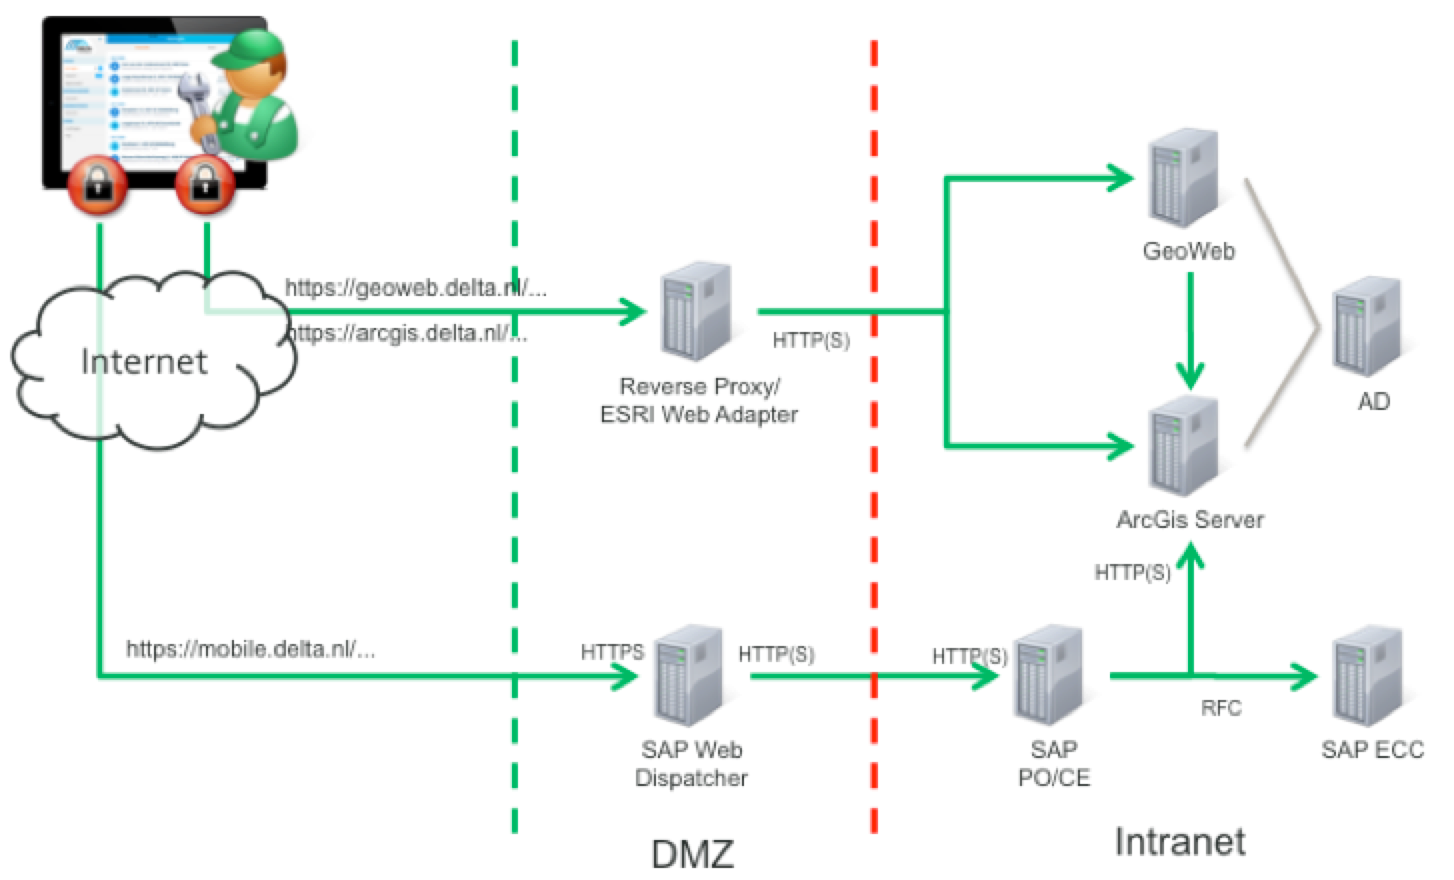 https://geoweb.delta.nl/...
https://arcgis.delta.nl/...
Internet
HTTP(S)
Reverse Proxy/
ESRI Web Adapter
GeoWeb
AD
ArcGis Server
HTTP(S)
https://mobile.delta.nl/...
HTTPS
HTTP(S)
HTTP(S)
RFC
SAP Web
Dispatcher
SAP
PO/CE
SAP ECC
DMZ
Intranet